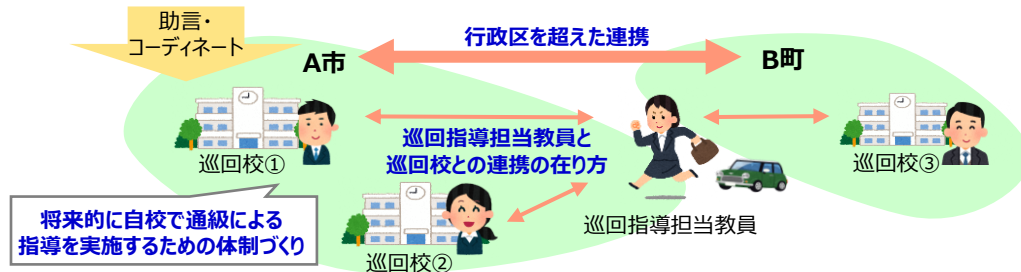 助言・
コーディネート
行政区を超えた連携
A市
B町
巡回校①
巡回指導担当教員と
巡回校との連携の在り方
巡回校③
将来的に自校で通級による
指導を実施するための体制づくり
巡回校②
巡回指導担当教員